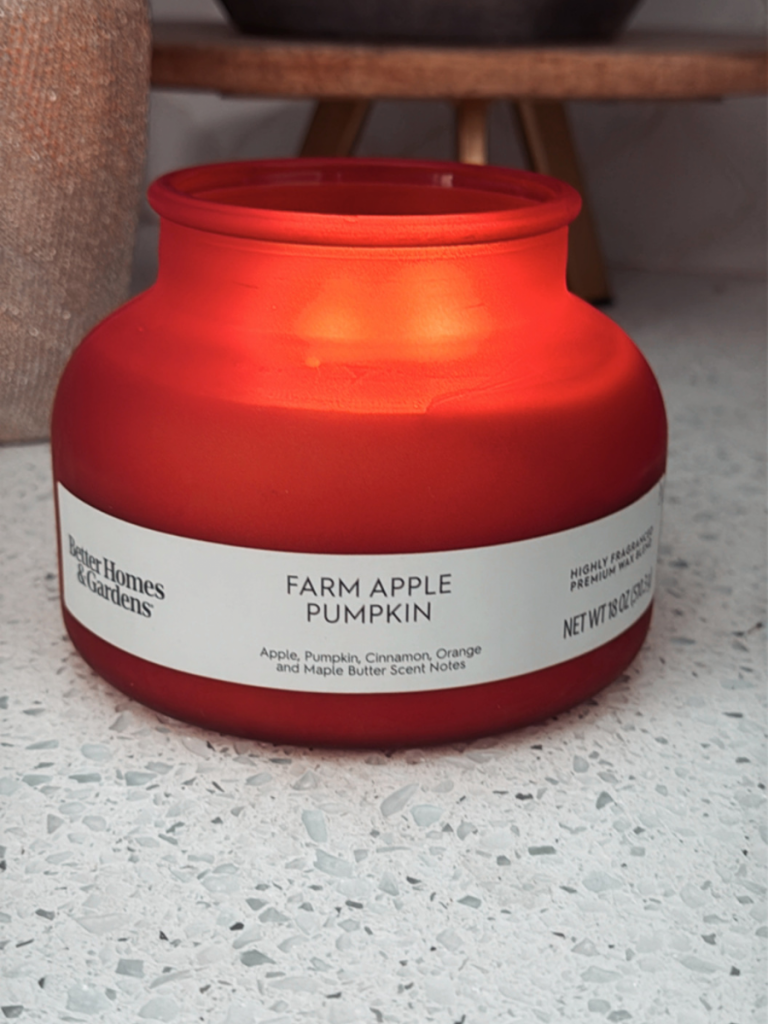 Better Homes
& Gardens
FARM APPLE
PUMPKIN
Apple, Pumpkin, Cinnamon, Orange
and Maple Butter Scent Notes
HIGHLY FRAGRANCED
PREMIUM WAX BLEND
NET WT 18 OZ